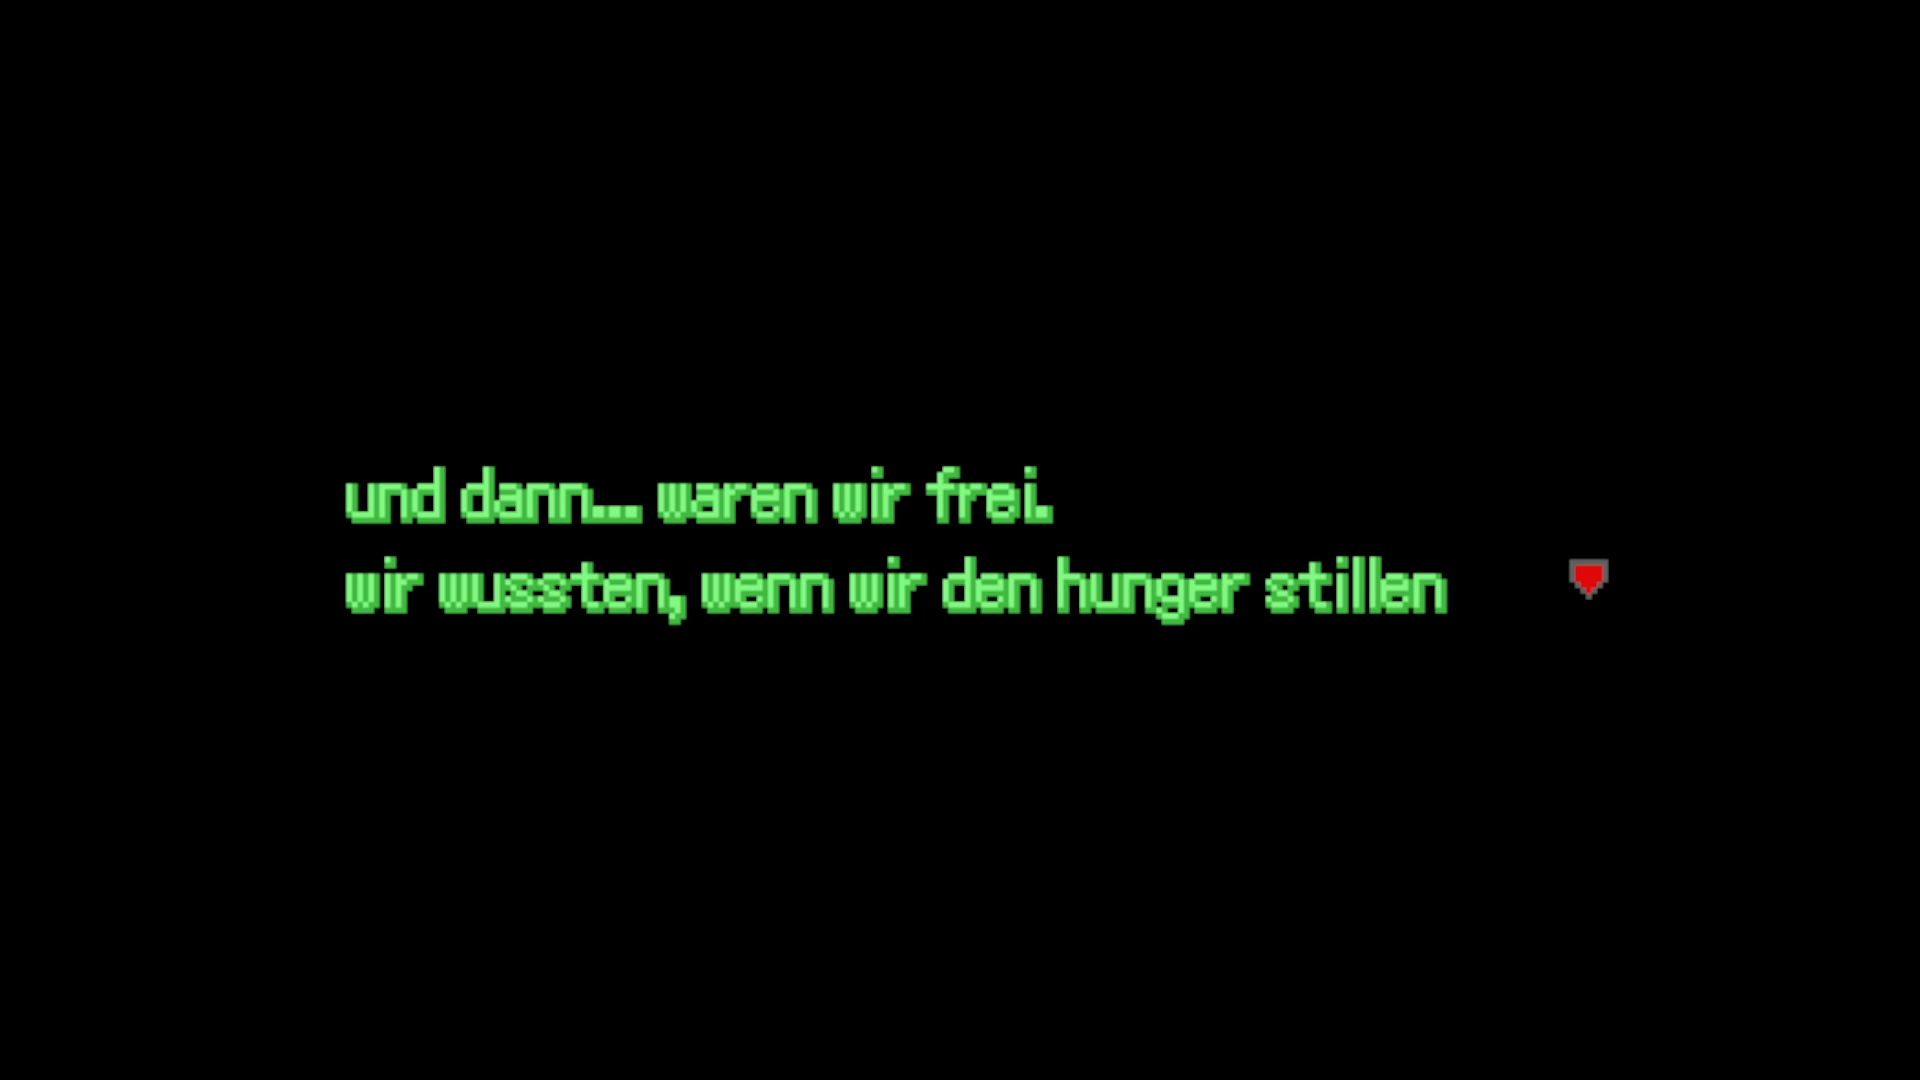 und dann... waren wir frei.
wir wussten, wenn wir den hunger stillen